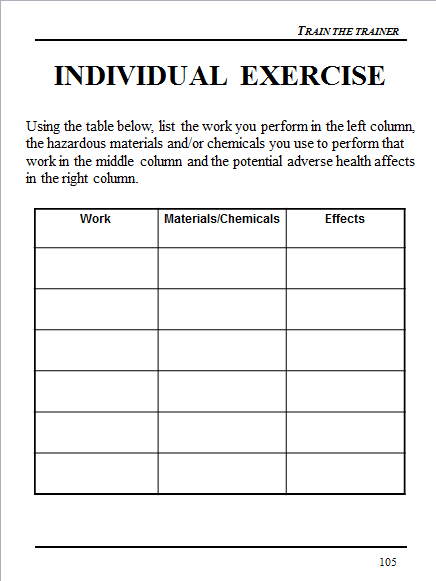 TRAIN THE TRAINER
INDIVIDUAL EXERCISE
Using the table below, list the work you perform in the left column,
the hazardous materials and/or chemicals you use to perform that
work in the middle column and the potential adverse health affects
in the right column.
Work Materials/Chemicals Effects
105